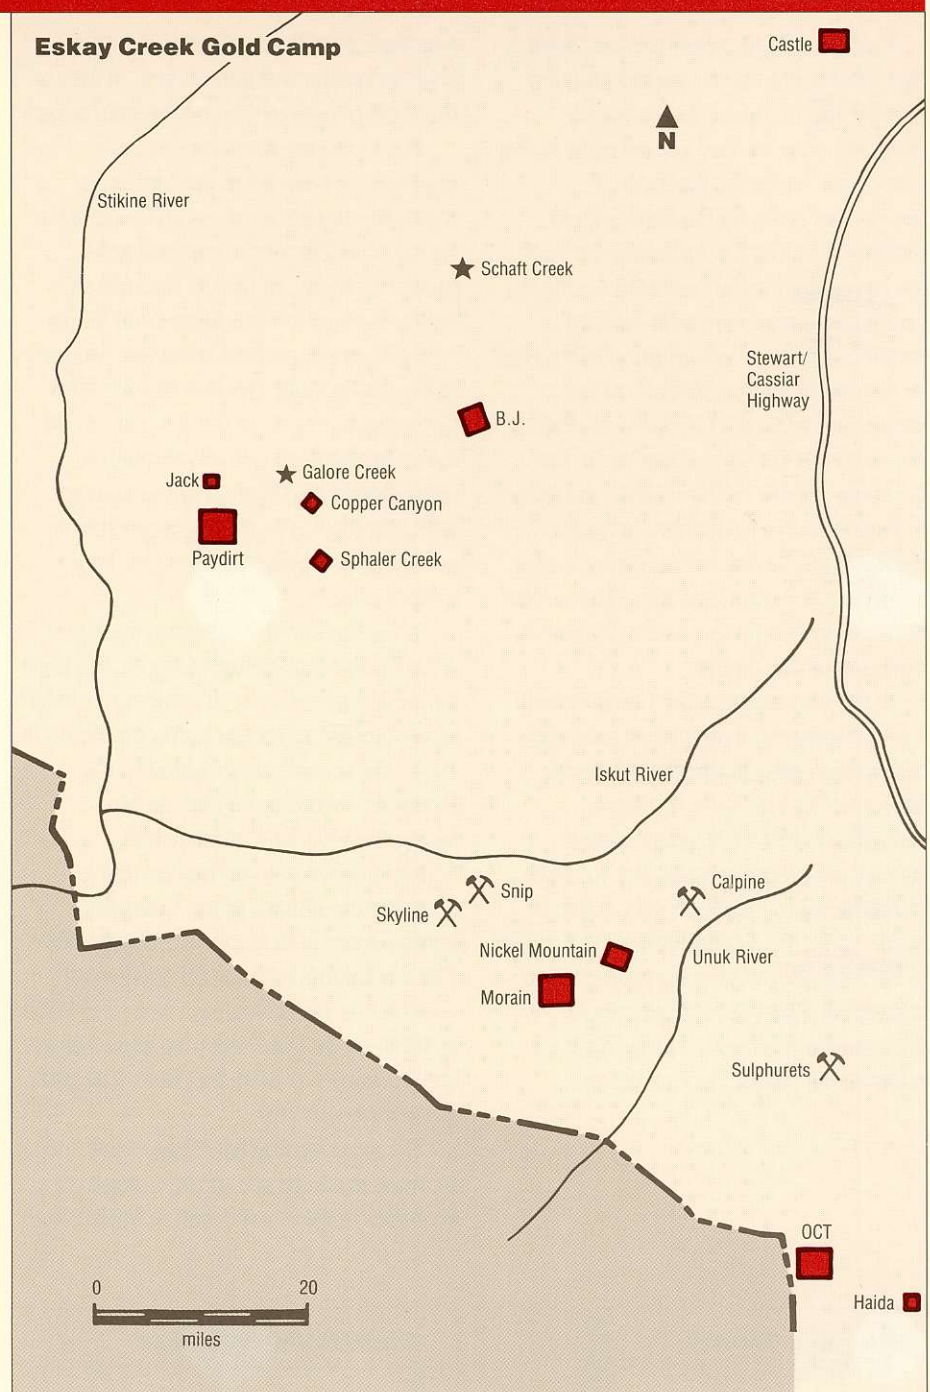 Eskay Creek Gold Camp
Castle
N
Stikine River
Schaft Creek
Stewart/
Cassiar
Highway
B.J.
Jack
Galore Creek
Copper Canyon
Paydirt
Sphaler Creek
Iskut River
Snip
Calpine
Skyline
Nickel Mountain
Unuk River
Morain
Sulphurets
OCT
0
20
Haida
miles